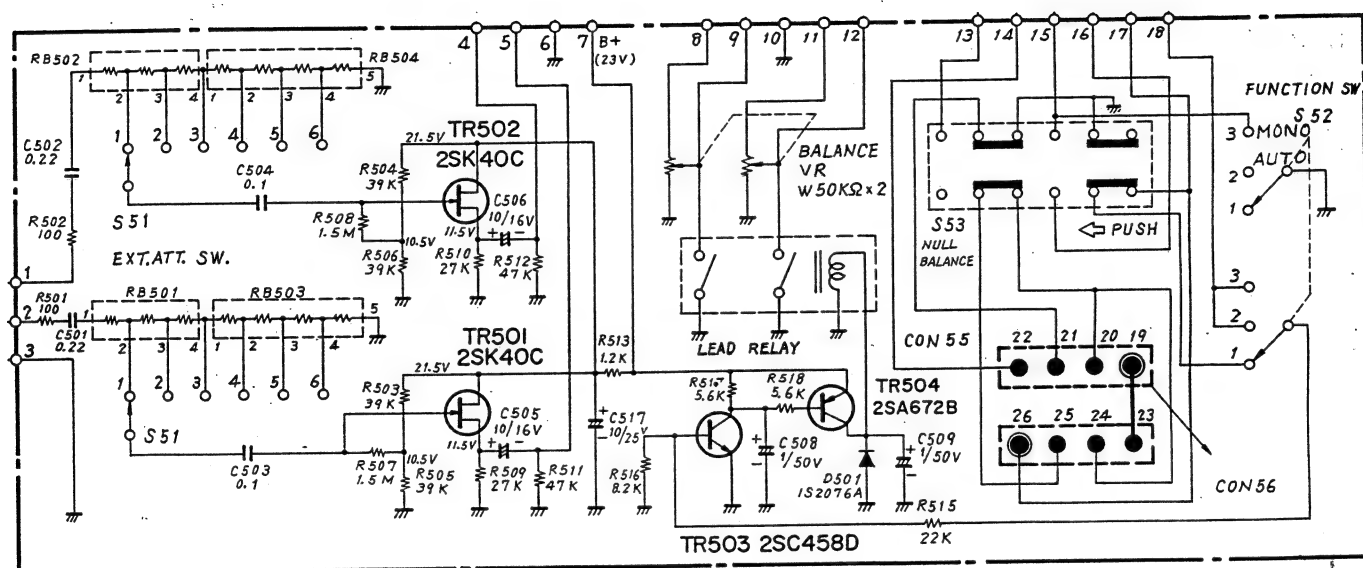 4 5 6 7 B+ (23V) 8 9 10 11 12 13 14 15 16 17 18
RB502
1 2 3 4
RB504
1 2 3 4 5
1 2 3 4 5 6
C502
0.22
R502
100
S51
C504
0.1
EXT.ATT. SW.
TR502
2SK40C
21.5V
R504
39K
R508
1.5M
10.5V
R506
39K
11.5V
C506
10/16V
+ -
R510
27K
R512
47K
1
2
3
R501
100
C501
0.22
RB501
1 2 3 4
RB503
1 2 3 4 5
1 2 3 4 5 6
S51
C503
0.1
TR501
2SK40C
21.5V
R503
39K
R507
1.5M
10.5V
R505
39K
11.5V
C505
10/16V
+ -
R509
27K
R511
47K
R513
1.2K
+
-
C517
10/25V
BALANCE
VR
W50KΩ×2
LEAD RELAY
R517
5.6K
R518
5.6K
TR504
2SA672B
R516
8.2K
+
-
C508
1/50V
D501
1S2076A
+
-
C509
1/50V
R515
22K
TR503 2SC458D
FUNCTION SW
S52
3 MONO
AUTO
2
1
3
2
1
S53
NULL
BALANCE
PUSH
CON55
22 21 20 19
26 25 24 23
CON56